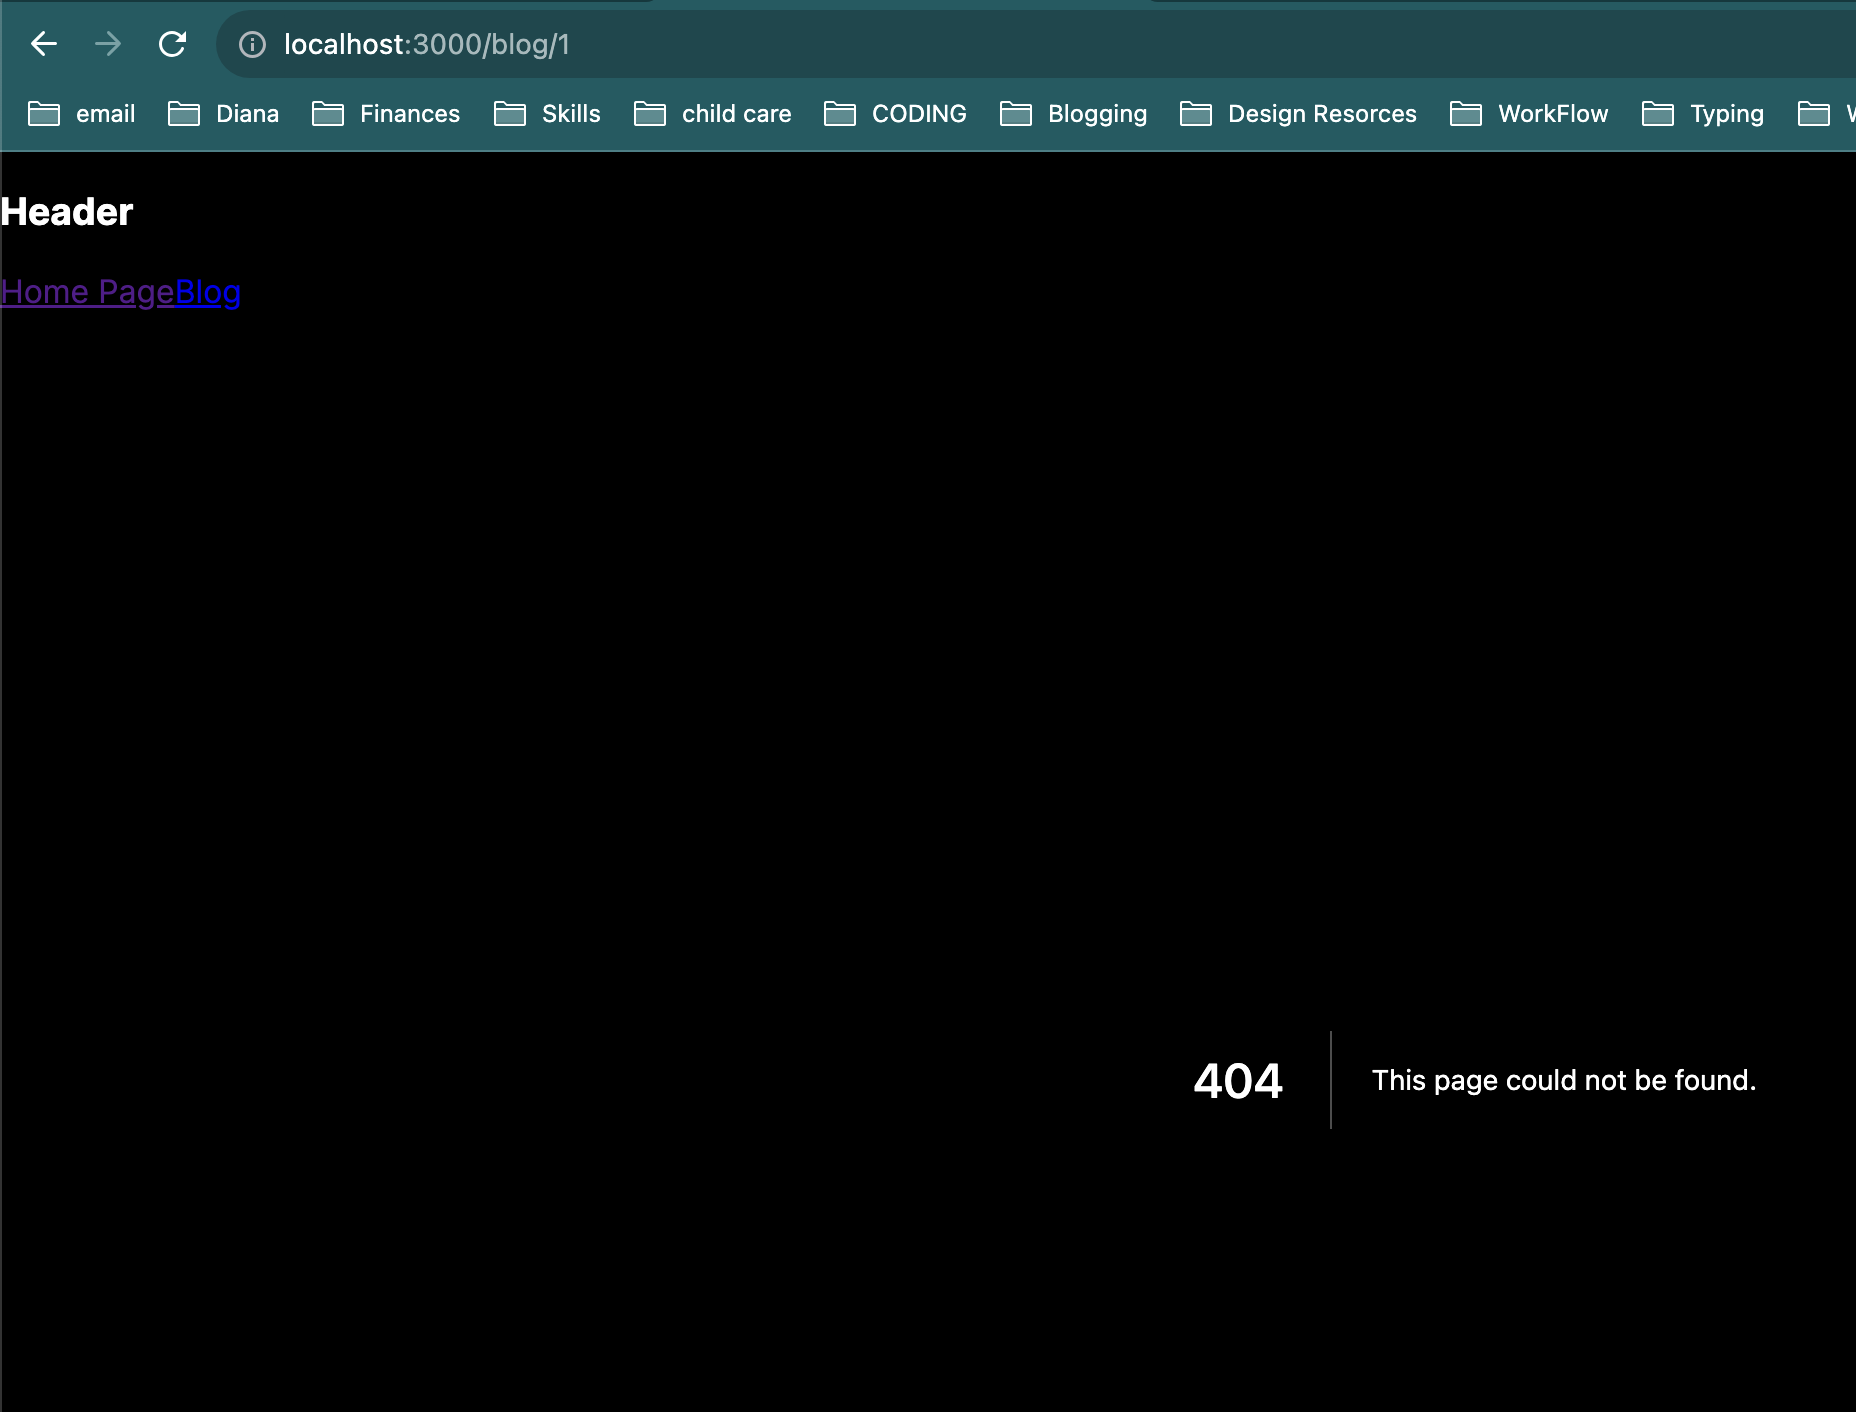 localhost:3000/blog/1
email Diana Finances Skills child care CODING Blogging Design Resorces WorkFlow Typing
Header
Home PageBlog
404 This page could not be found.